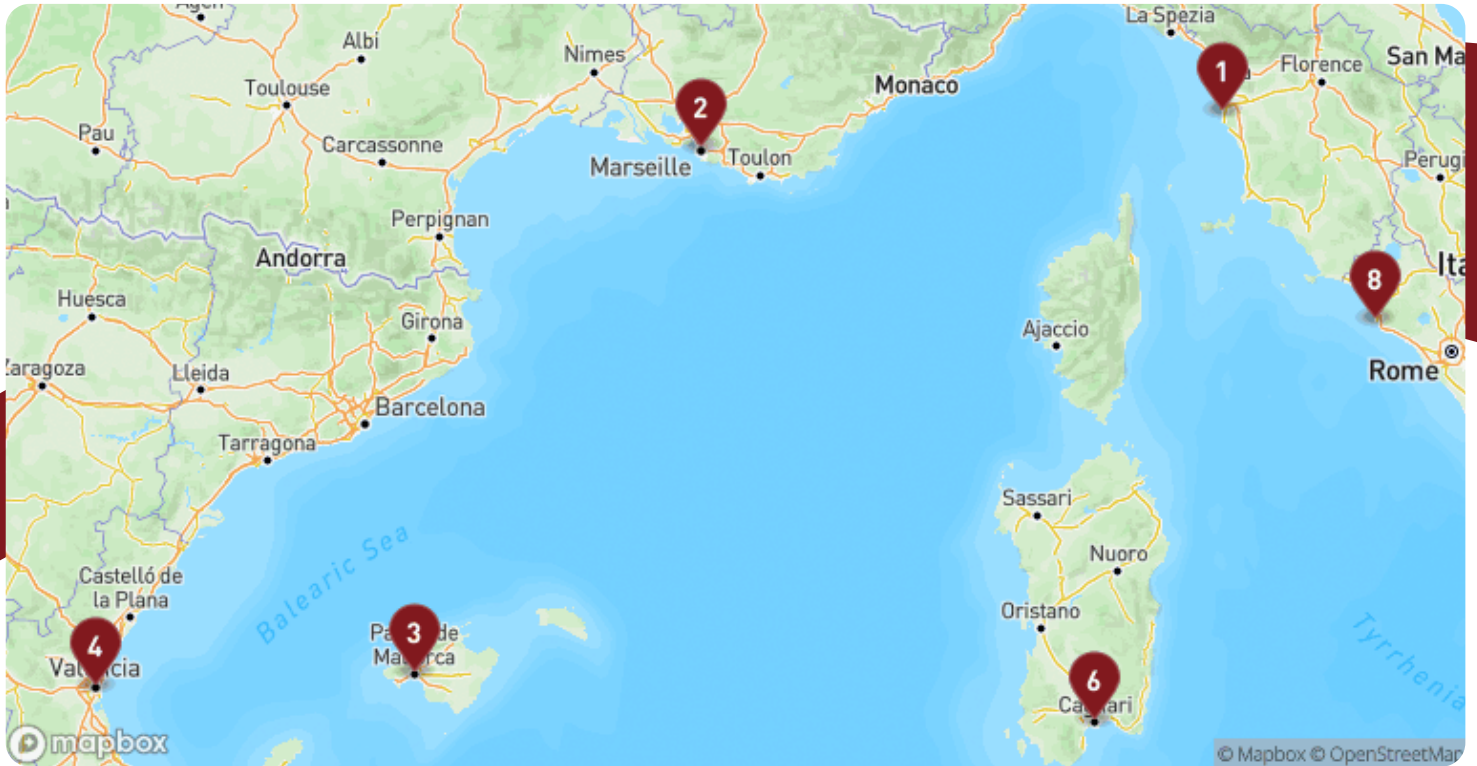 Agen
La Spezia
Albi
Nimes
San Ma
Florence
1
Toulouse
Monaco
2
Pau
Carcassonne
Marseille
Toulon
Perugi
Perpignan
Andorra
Ita
8
Huesca
Girona
Ajaccio
Zaragoza
Lleida
Rome
Barcelona
Tarragona
Sassari
Balearic Sea
Nuoro
Castelló de
la Plana
Oristano
3
4
Tyrrhenia
6
mapbox
© Mapbox © OpenStreetMap